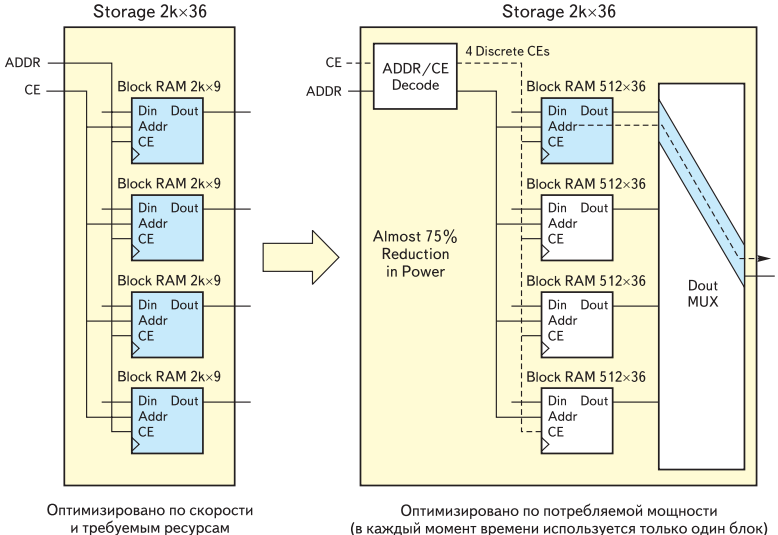 Storage 2k×36
ADDR
CE
Block RAM 2k×9
Din Dout
Addr
CE
Block RAM 2k×9
Din Dout
Addr
CE
Block RAM 2k×9
Din Dout
Addr
CE
Block RAM 2k×9
Din Dout
Addr
CE
Оптимизировано по скорости
и требуемым ресурсам
Storage 2k×36
CE
ADDR
ADDR/CE
Decode
4 Discrete CEs
Block RAM 512×36
Din Dout
Addr
CE
Block RAM 512×36
Din Dout
Addr
CE
Almost 75%
Reduction
in Power
Block RAM 512×36
Din Dout
Addr
CE
Block RAM 512×36
Din Dout
Addr
CE
Dout
MUX
Оптимизировано по потребляемой мощности
(в каждый момент времени используется только один блок)